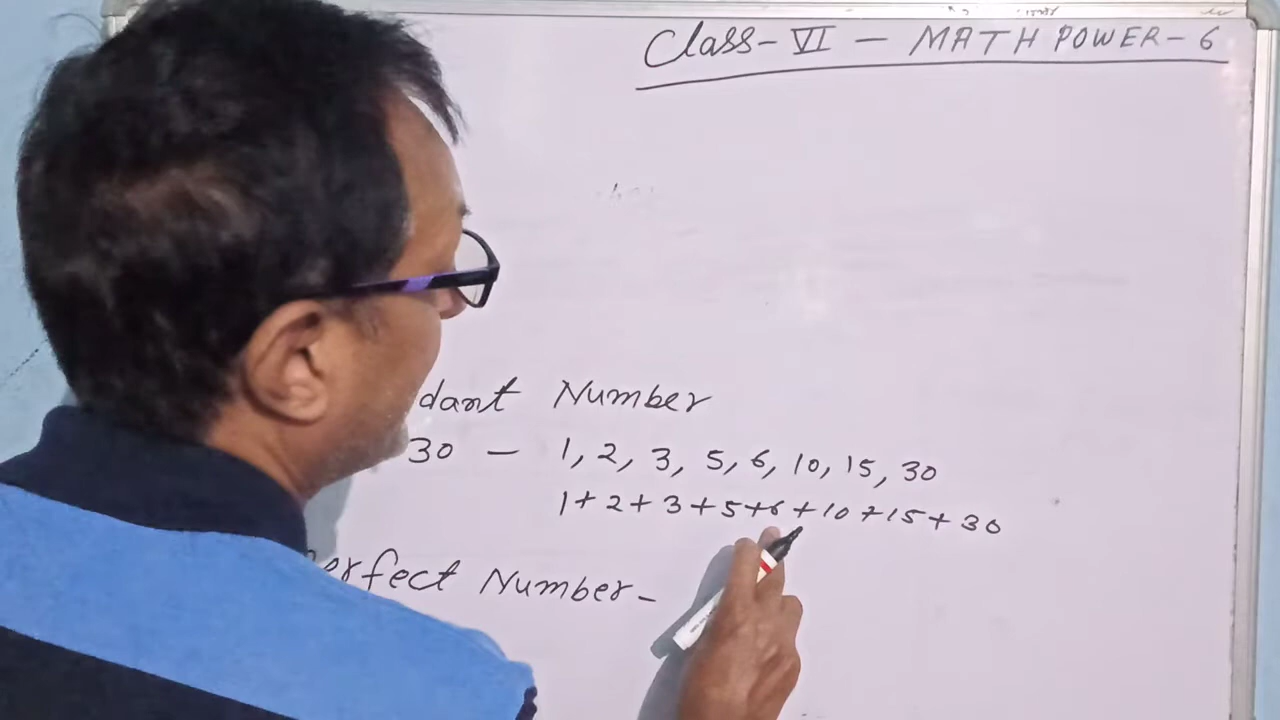 Class-VI - MATH POWER-6
dant Number
30 - 1, 2, 3, 5, 6, 10, 15, 30
1+2+3+5+6+10+15+30
erfect Number-